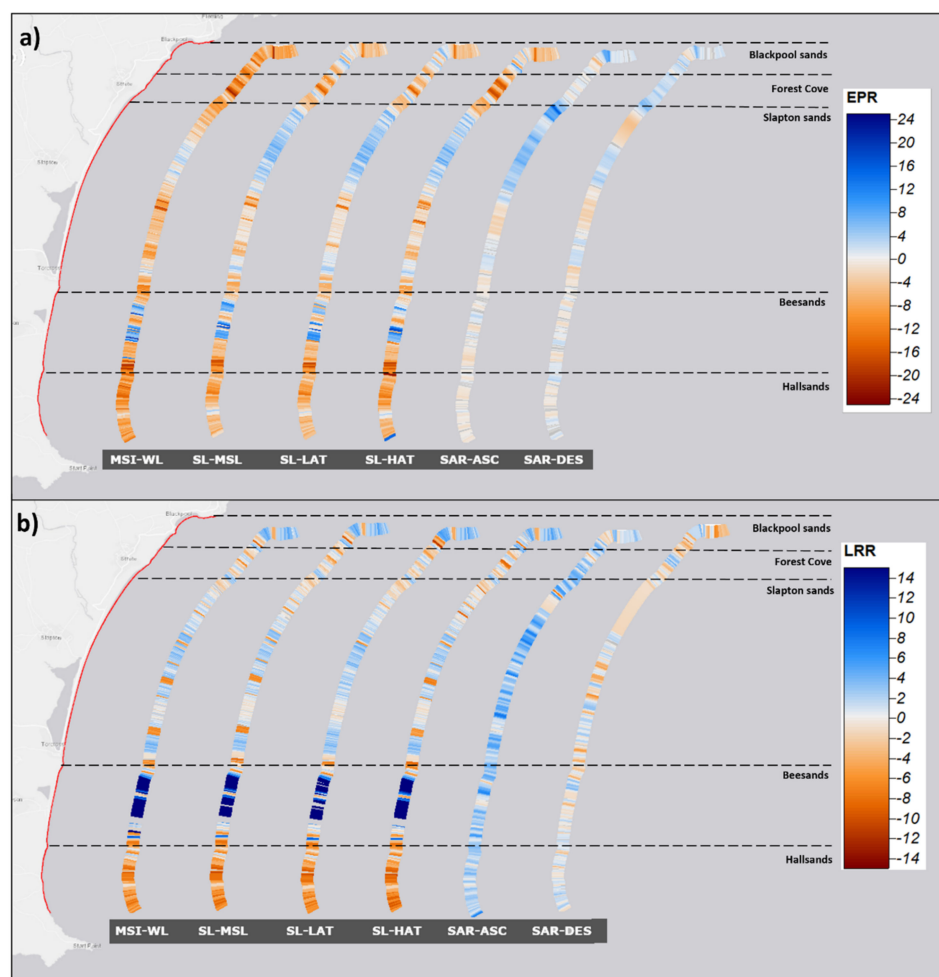 a)
Blackpool sands
Forest Cove
Slapton sands
Beesands
Hallsands
EPR
24
20
16
12
8
4
0
-4
-8
-12
-16
-20
-24
MSI-WL SL-MSL SL-LAT SL-HAT SAR-ASC SAR-DES
b)
Blackpool sands
Forest Cove
Slapton sands
Beesands
Hallsands
LRR
14
12
10
8
6
4
2
0
-2
-4
-6
-8
-10
-12
-14
MSI-WL SL-MSL SL-LAT SL-HAT SAR-ASC SAR-DES